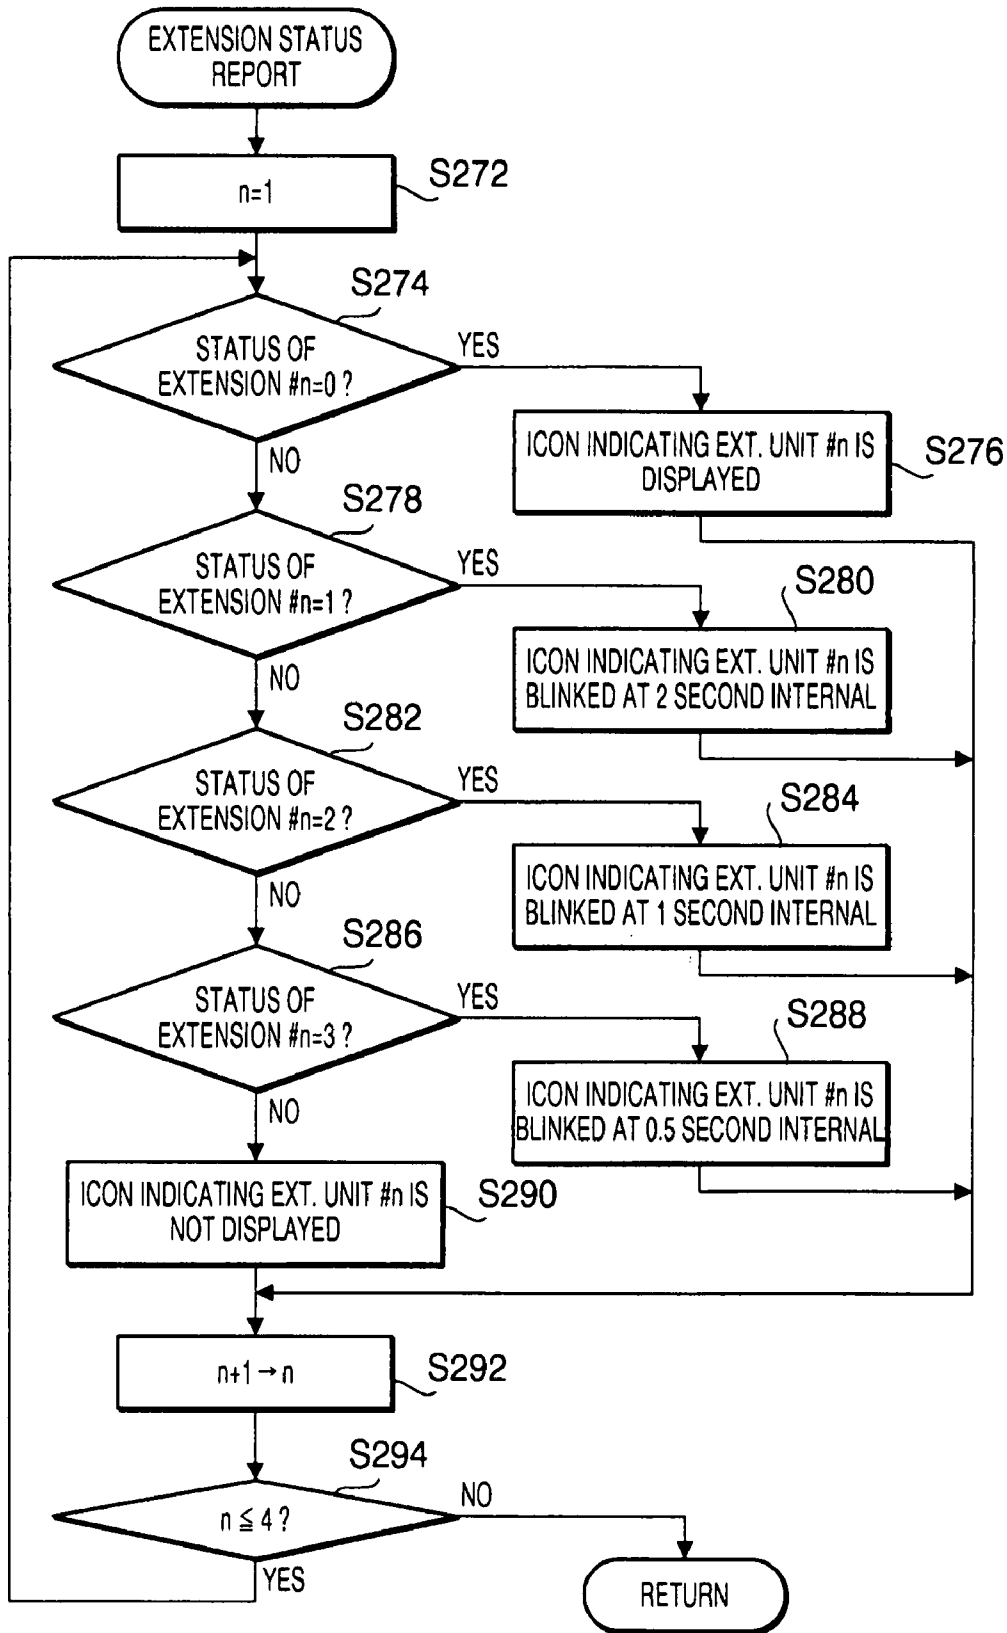 EXTENSION STATUS
REPORT
n=1
S272
S274
STATUS OF
EXTENSION #n=0 ?
YES
NO
ICON INDICATING EXT. UNIT #n IS
DISPLAYED
S276
S278
STATUS OF
EXTENSION #n=1 ?
YES
NO
S280
ICON INDICATING EXT. UNIT #n IS
BLINKED AT 2 SECOND INTERNAL
S282
STATUS OF
EXTENSION #n=2 ?
YES
NO
S284
ICON INDICATING EXT. UNIT #n IS
BLINKED AT 1 SECOND INTERNAL
S286
STATUS OF
EXTENSION #n=3 ?
YES
NO
S288
ICON INDICATING EXT. UNIT #n IS
BLINKED AT 0.5 SECOND INTERNAL
ICON INDICATING EXT. UNIT #n IS
NOT DISPLAYED
S290
n+1→n
S292
S294
n ≦ 4 ?
NO
YES
RETURN